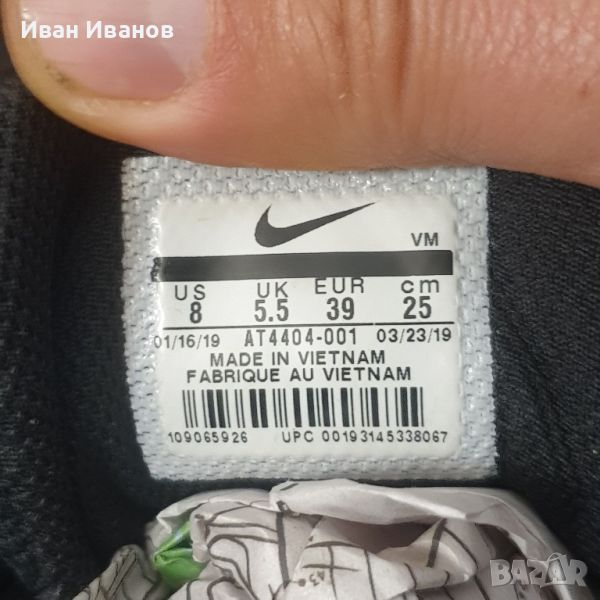 Иван Иванов
VM
US UK EUR cm
8 5.5 39 25
01/16/19 AT4404-001 03/23/19
MADE IN VIETNAM
FABRIQUE AU VIETNAM
109065926 UPC 00193145338067
BAZAR